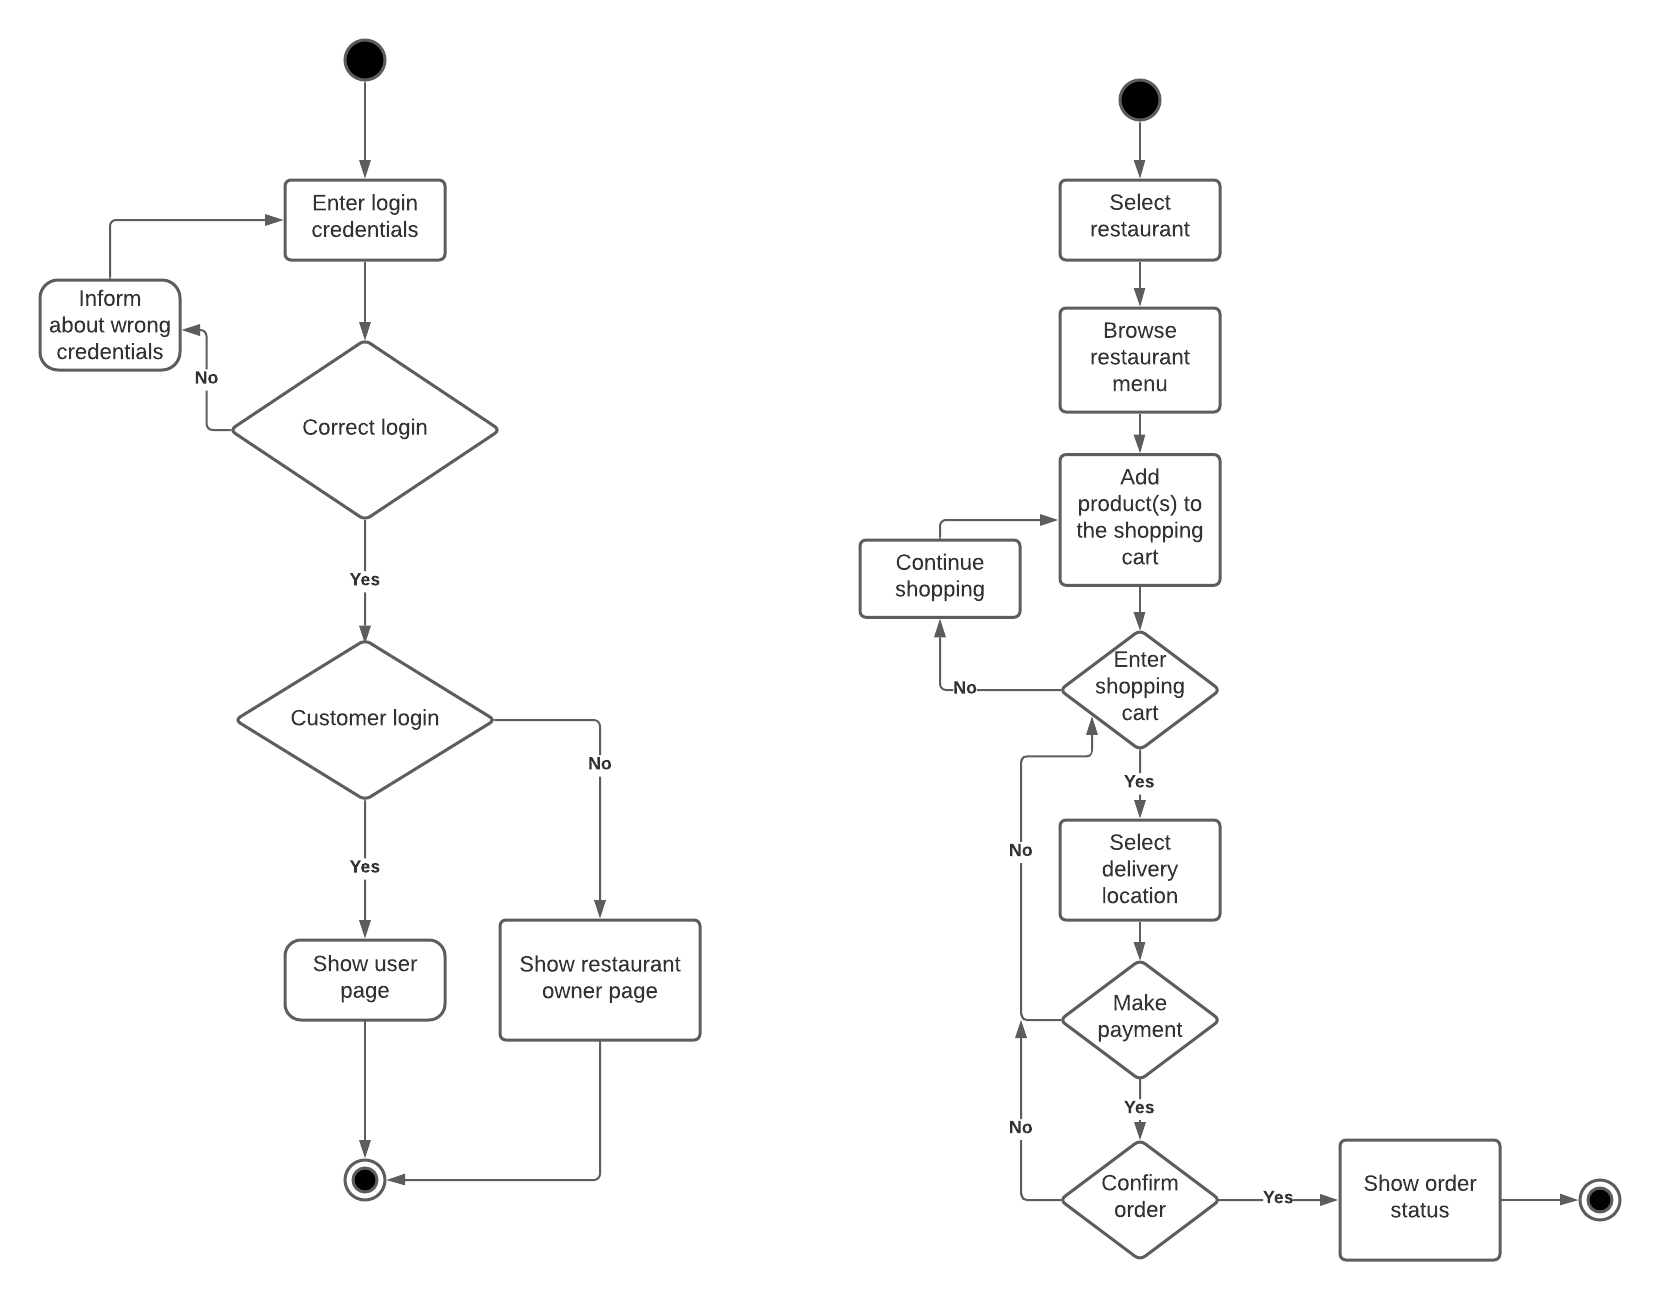 Enter login
credentials
Inform
about wrong
credentials
No
Correct login
Yes
Customer login
No
Yes
Show user
page
Show restaurant
owner page
Select
restaurant
Browse
restaurant
menu
Add
product(s) to
the shopping
cart
Continue
shopping
Enter
shopping
cart
No
Yes
No
Select
delivery
location
Make
payment
Yes
No
Confirm
order
Yes
Show order
status